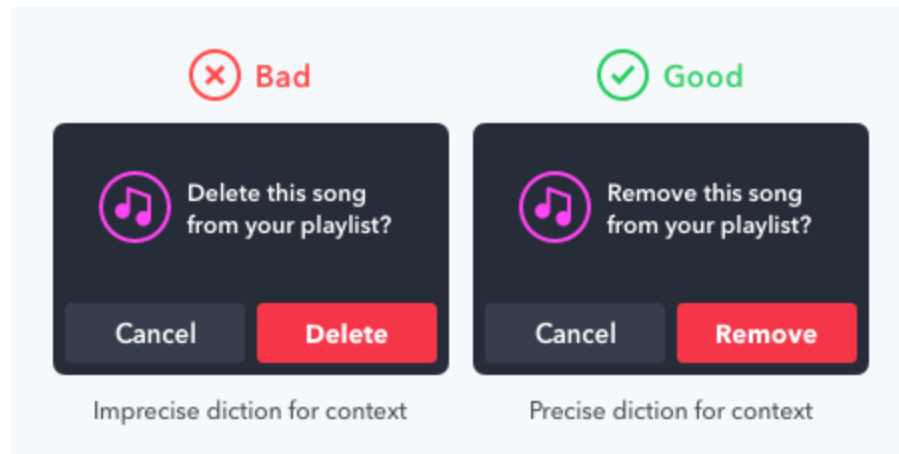 Bad
Delete this song
from your playlist?
Cancel
Delete
Imprecise diction for context
Good
Remove this song
from your playlist?
Cancel
Remove
Precise diction for context